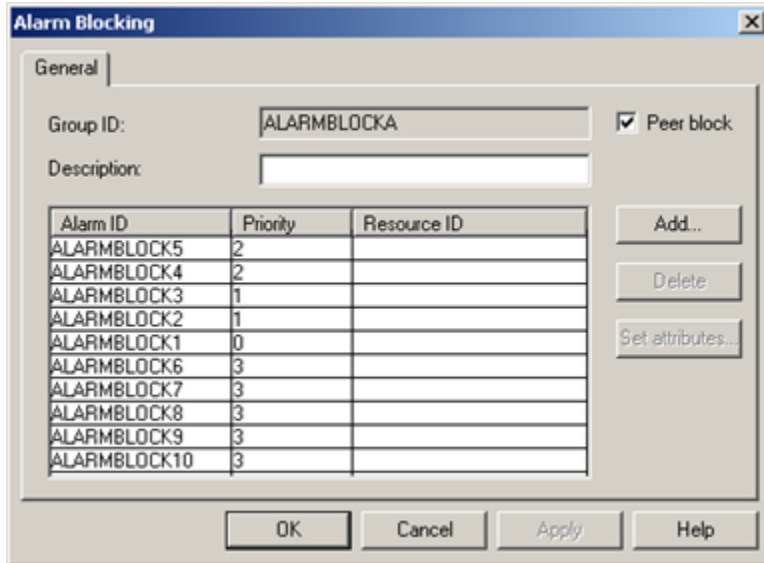 Alarm Blocking
General
Group ID: ALARMBLOCKA Peer block
Description:
Alarm ID Priority Resource ID Add...
ALARMBLOCK5 2
ALARMBLOCK4 2 Delete
ALARMBLOCK3 1
ALARMBLOCK2 1
ALARMBLOCK1 0 Set attributes...
ALARMBLOCK6 3
ALARMBLOCK7 3
ALARMBLOCK8 3
ALARMBLOCK9 3
ALARMBLOCK10 3
OK Cancel Apply Help